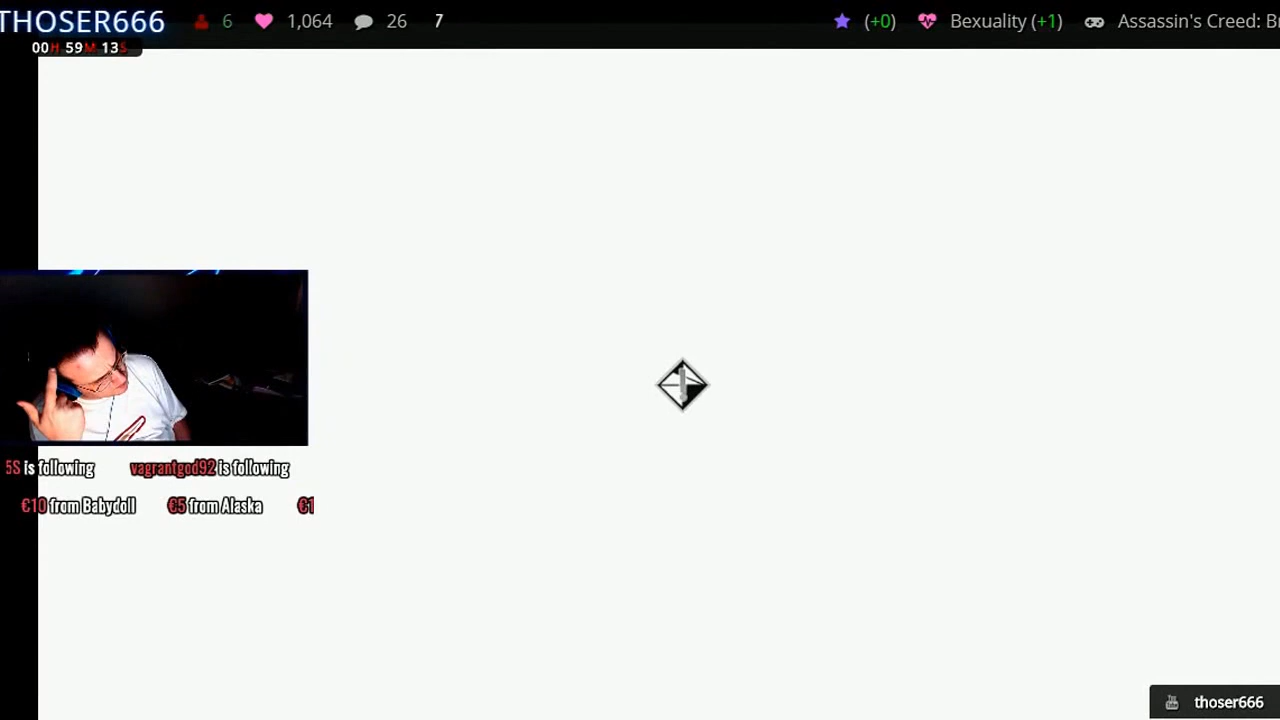 THOSER666 6 1,064 26 7 (+0) Bexuality (+1) Assassin's Creed: B
00H 59M 13S
5S is following vagrantgod92 is following
€10 from Babydoll €5 from Alaska €1
thoser666